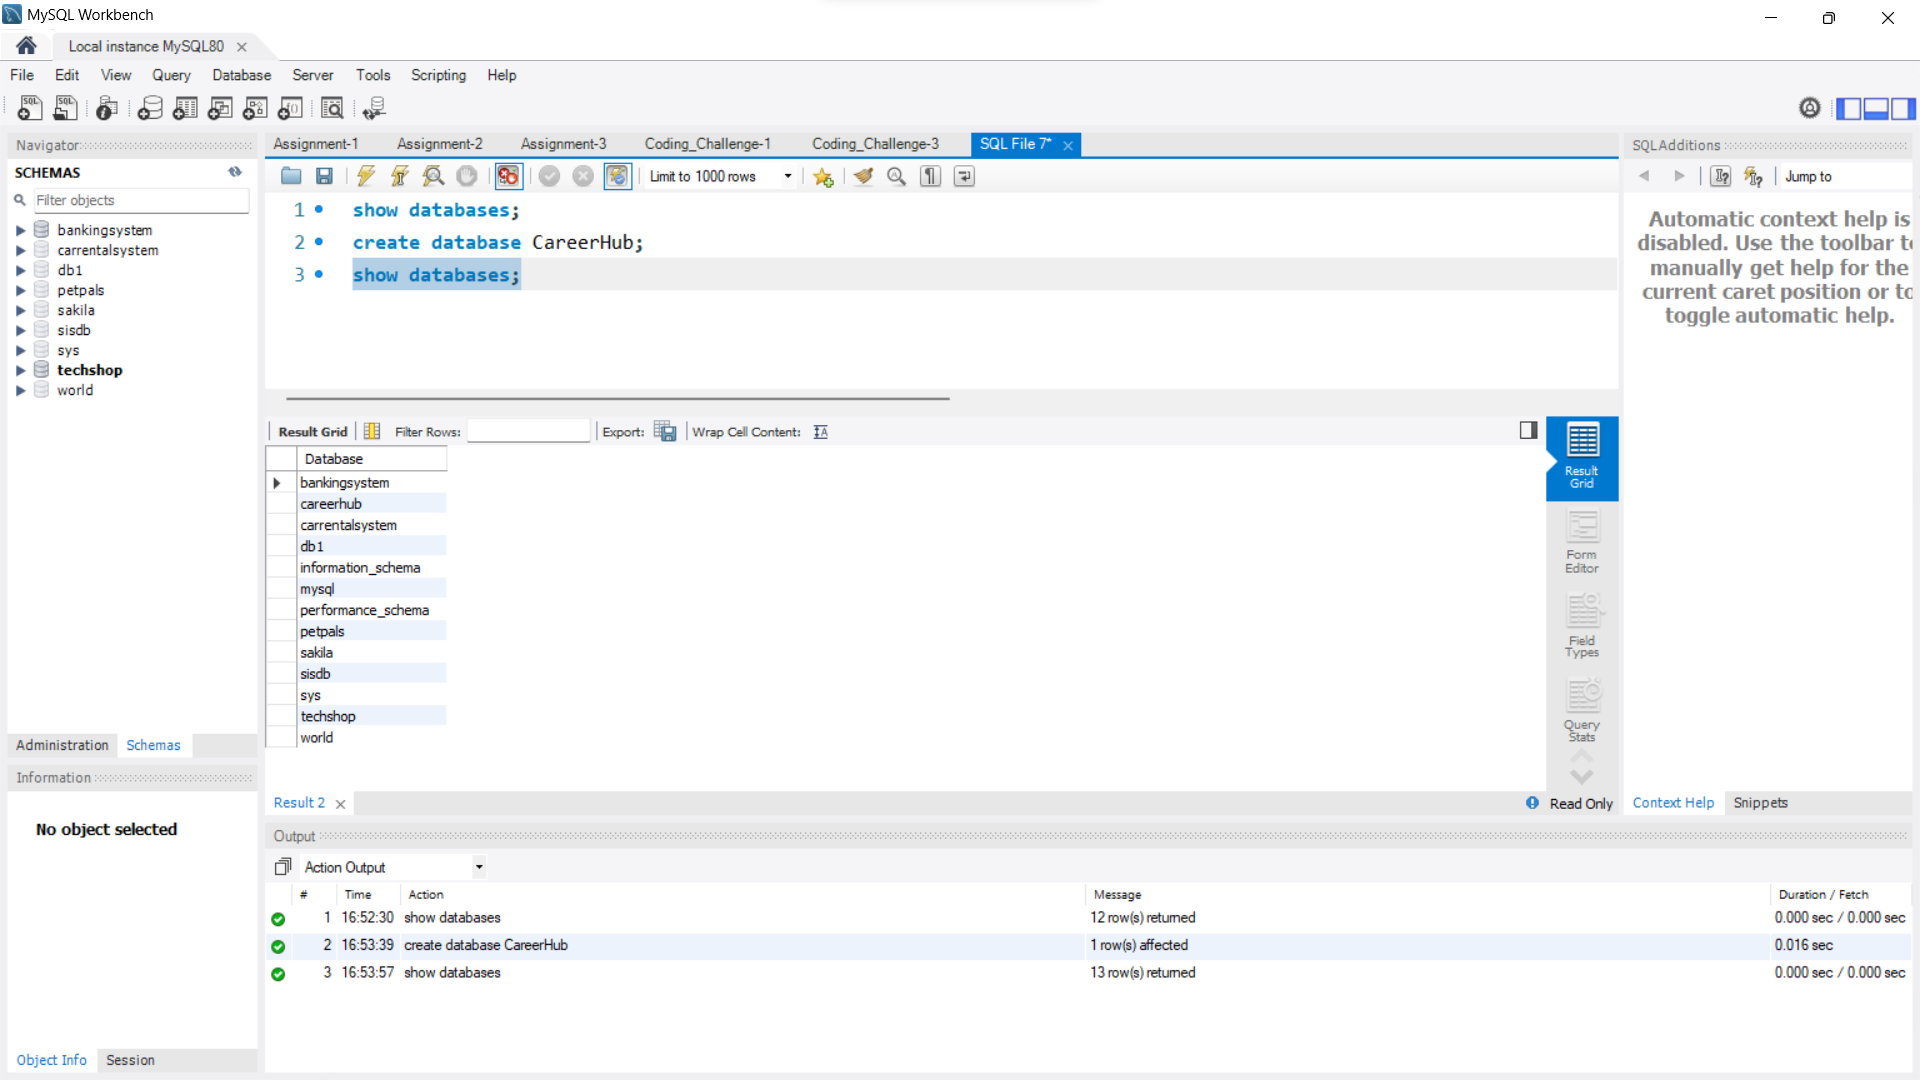 MySQL Workbench
Local instance MySQL80
File Edit View Query Database Server Tools Scripting Help
Navigator
SCHEMAS
Filter objects
bankingsystem
carrentalsystem
db1
petpals
sakila
sisdb
sys
techshop
world
Administration Schemas
Information
No object selected
Object Info Session
Assignment-1 Assignment-2 Assignment-3 Coding_Challenge-1 Coding_Challenge-3 SQL File 7*
Limit to 1000 rows
1 show databases;
2 create database CareerHub;
3 show databases;
Result Grid Filter Rows: Export: Wrap Cell Content:
Database
bankingsystem
careerhub
carrentalsystem
db1
information_schema
mysql
performance_schema
petpals
sakila
sisdb
sys
techshop
world
Result Grid
Form Editor
Field Types
Query Stats
Result 2
Read Only
SQLAdditions
Jump to
Automatic context help is
disabled. Use the toolbar to
manually get help for the
current caret position or to
toggle automatic help.
Context Help Snippets
Output
Action Output
# Time Action Message Duration / Fetch
1 16:52:30 show databases 12 row(s) returned 0.000 sec / 0.000 sec
2 16:53:39 create database CareerHub 1 row(s) affected 0.016 sec
3 16:53:57 show databases 13 row(s) returned 0.000 sec / 0.000 sec